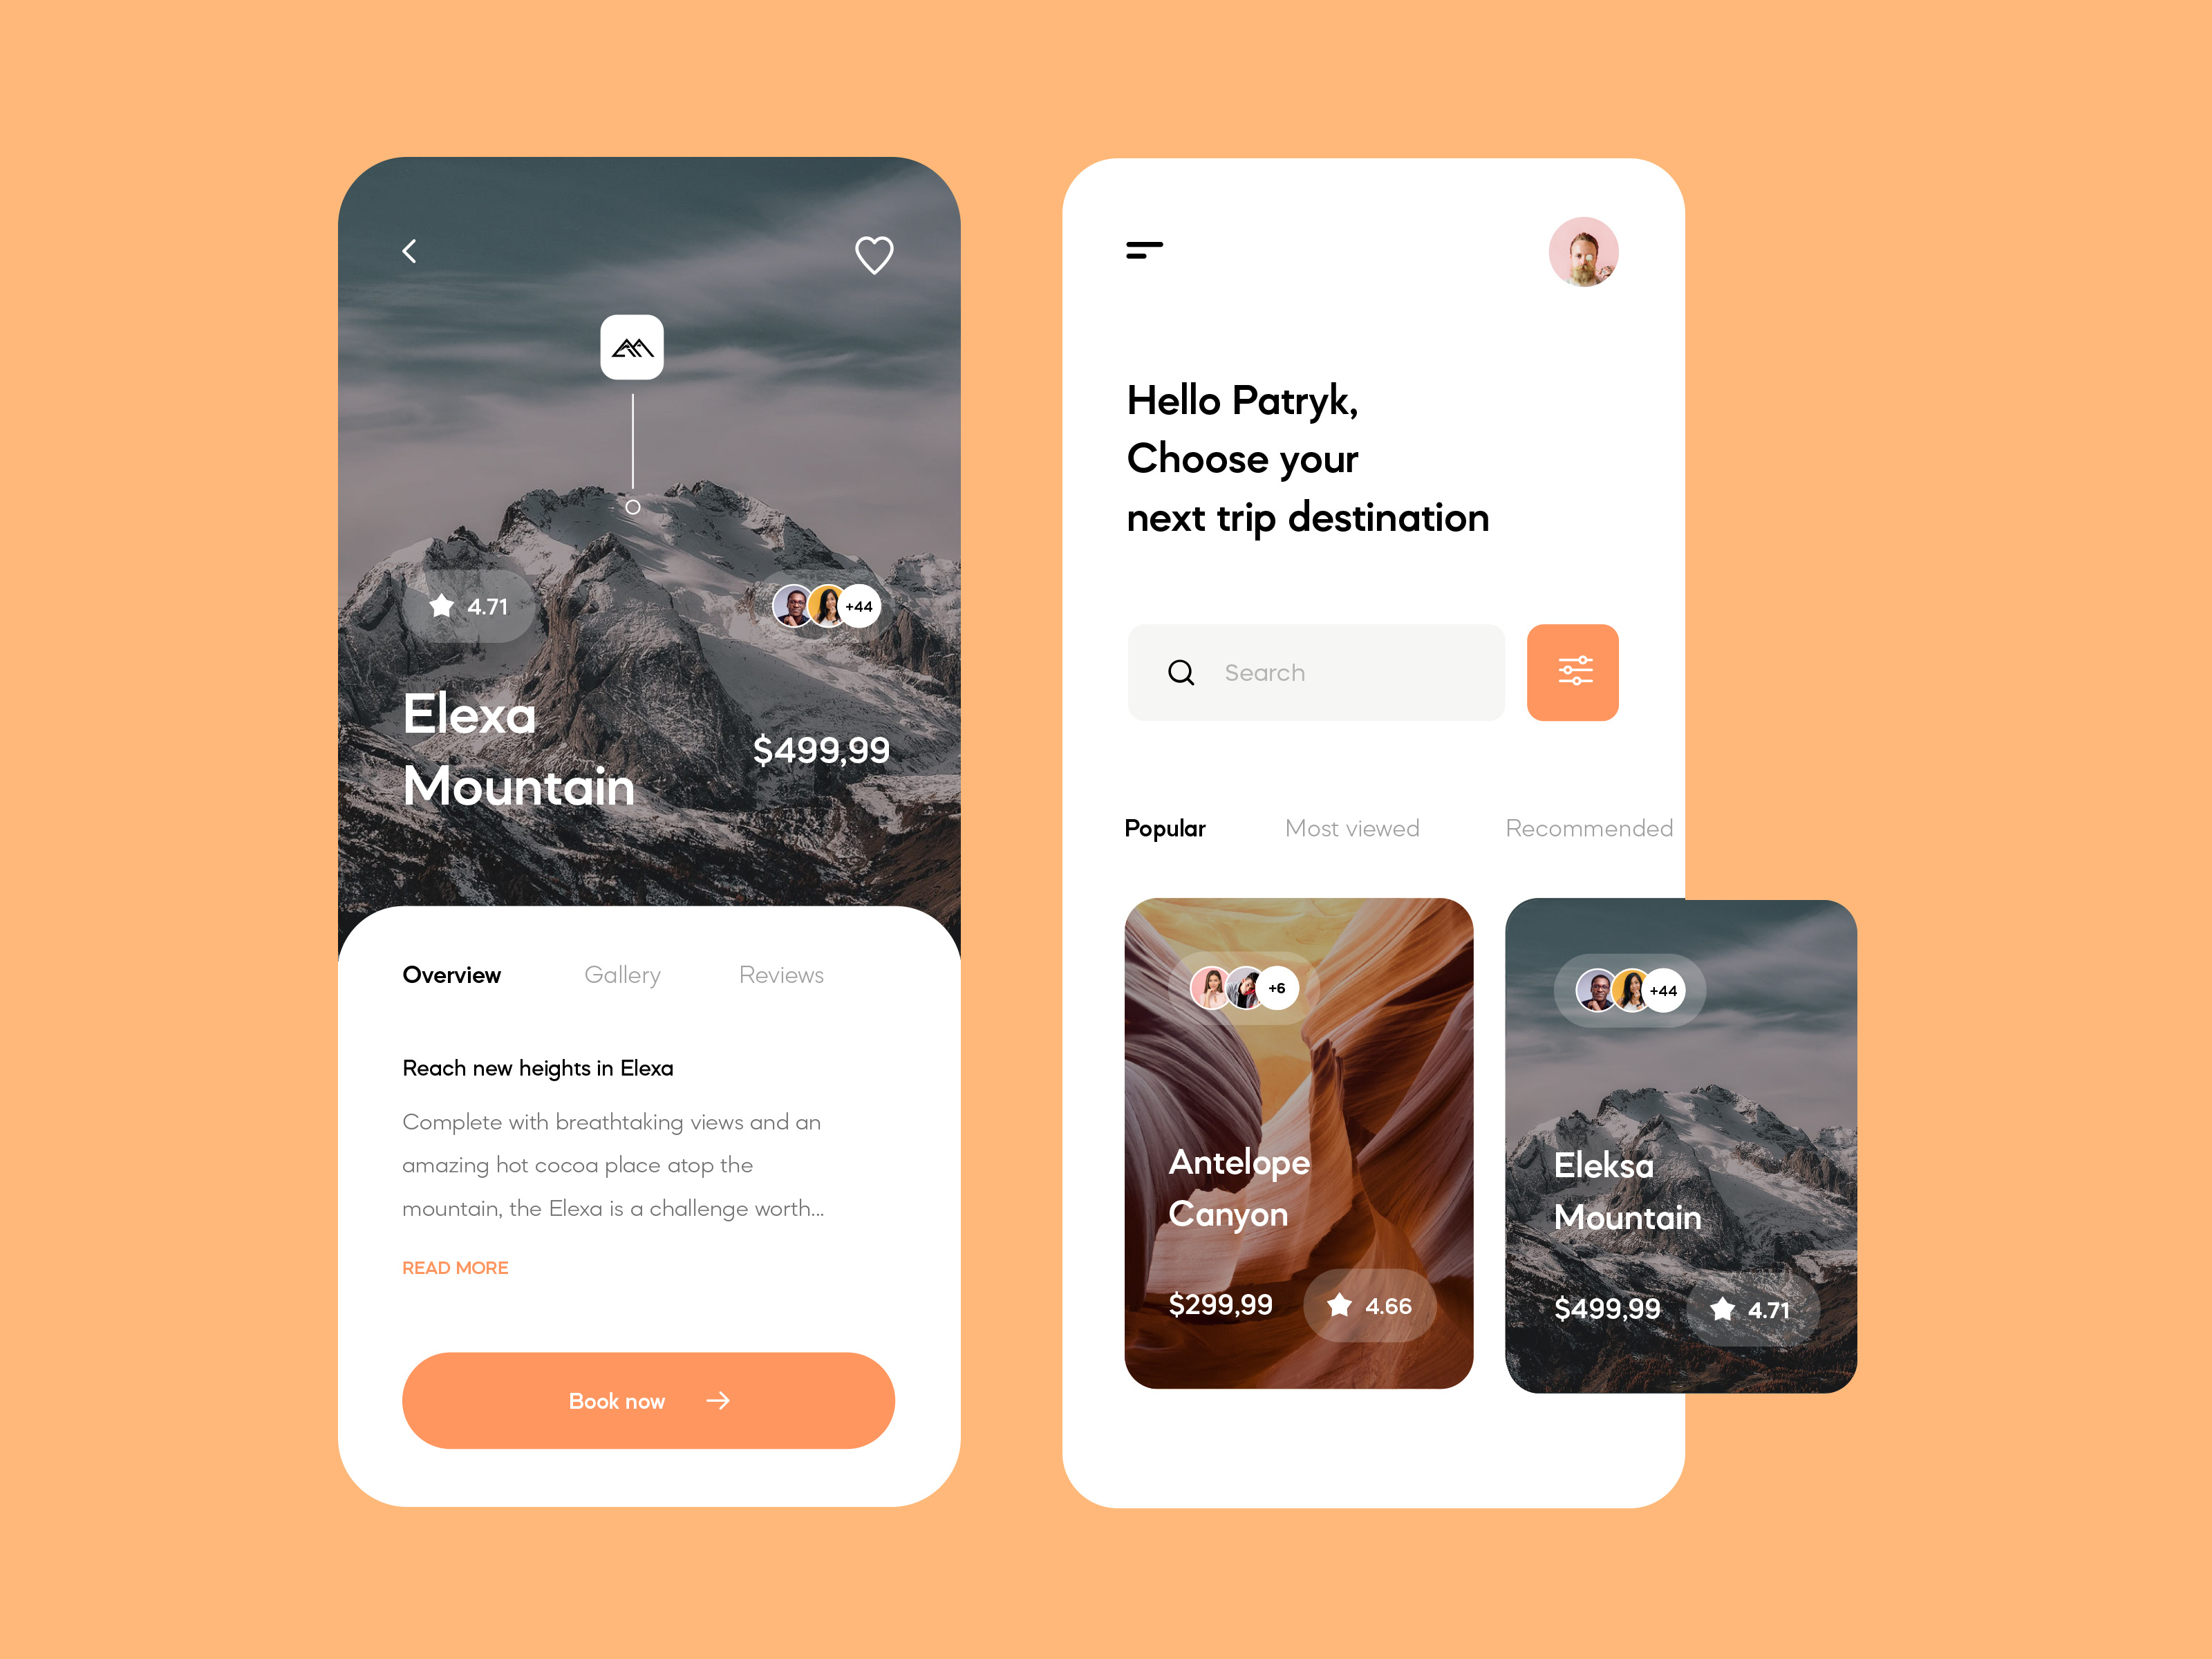 4.71
+44
Elexa
Mountain
$499,99
Overview
Gallery
Reviews
Reach new heights in Elexa
Complete with breathtaking views and an
amazing hot cocoa place atop the
mountain, the Elexa is a challenge worth...
READ MORE
Book now
Hello Patryk,
Choose your
next trip destination
Search
Popular
Most viewed
Recommended
+6
Antelope
Canyon
$299,99
4.66
+44
Eleksa
Mountain
$499,99
4.71